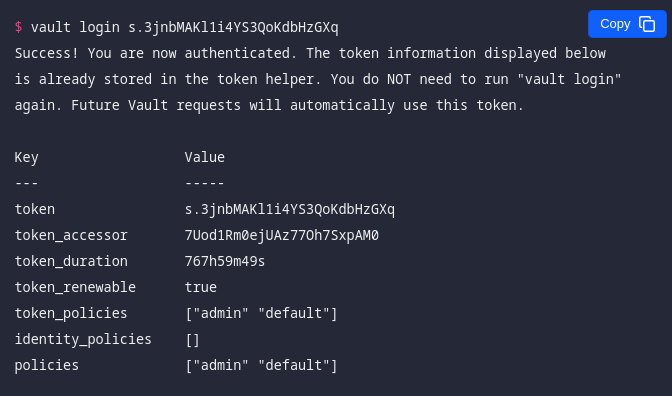 $ vault login s.3jnbMAKl1i4YS3QoKdbHzGXq
Copy
Success! You are now authenticated. The token information displayed below
is already stored in the token helper. You do NOT need to run "vault login"
again. Future Vault requests will automatically use this token.
Key Value
--- -----
token s.3jnbMAKl1i4YS3QoKdbHzGXq
token_accessor 7Uod1Rm0ejUAz77Oh7SxpAM0
token_duration 767h59m49s
token_renewable true
token_policies ["admin" "default"]
identity_policies []
policies ["admin" "default"]